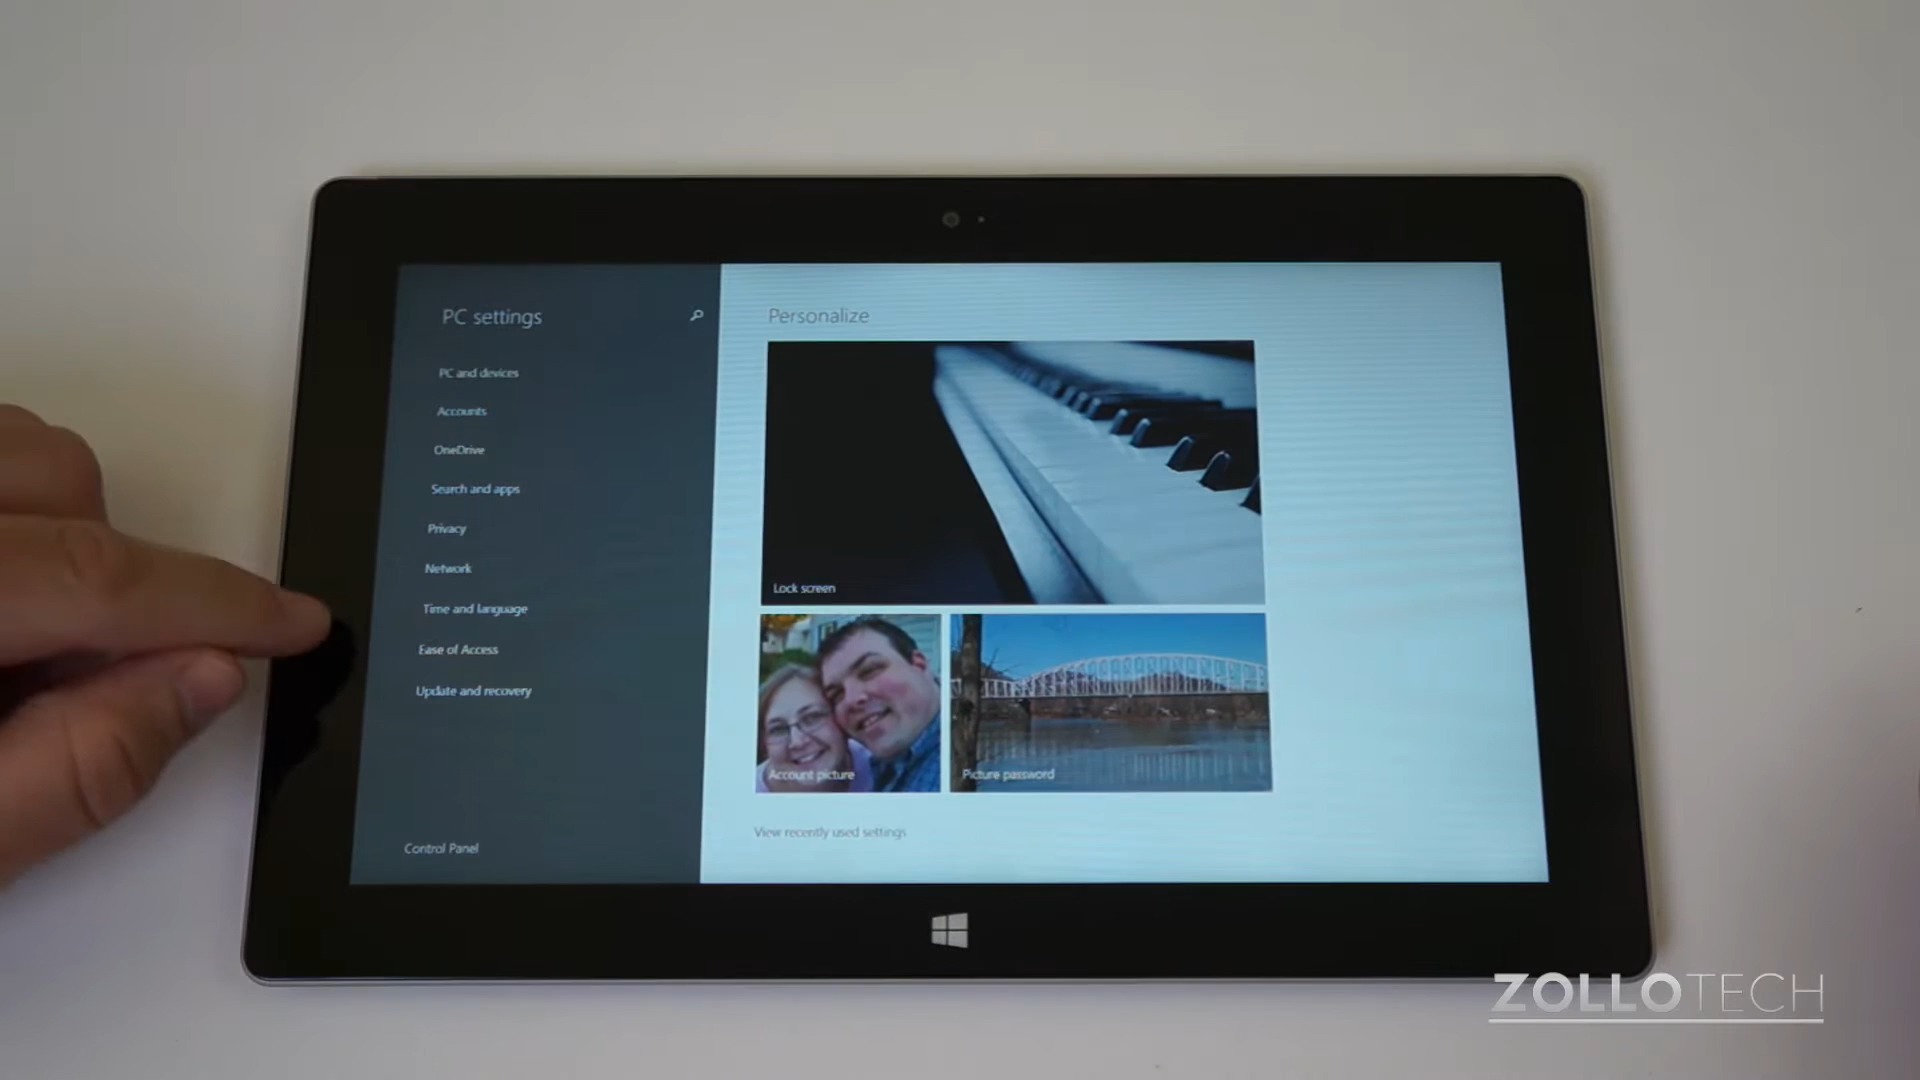 PC settings
PC and devices
Accounts
OneDrive
Search and apps
Privacy
Network
Time and language
Ease of Access
Update and recovery
Control Panel
Personalize
Lock screen
Account picture
Picture password
View recently used settings
ZOLLOTECH